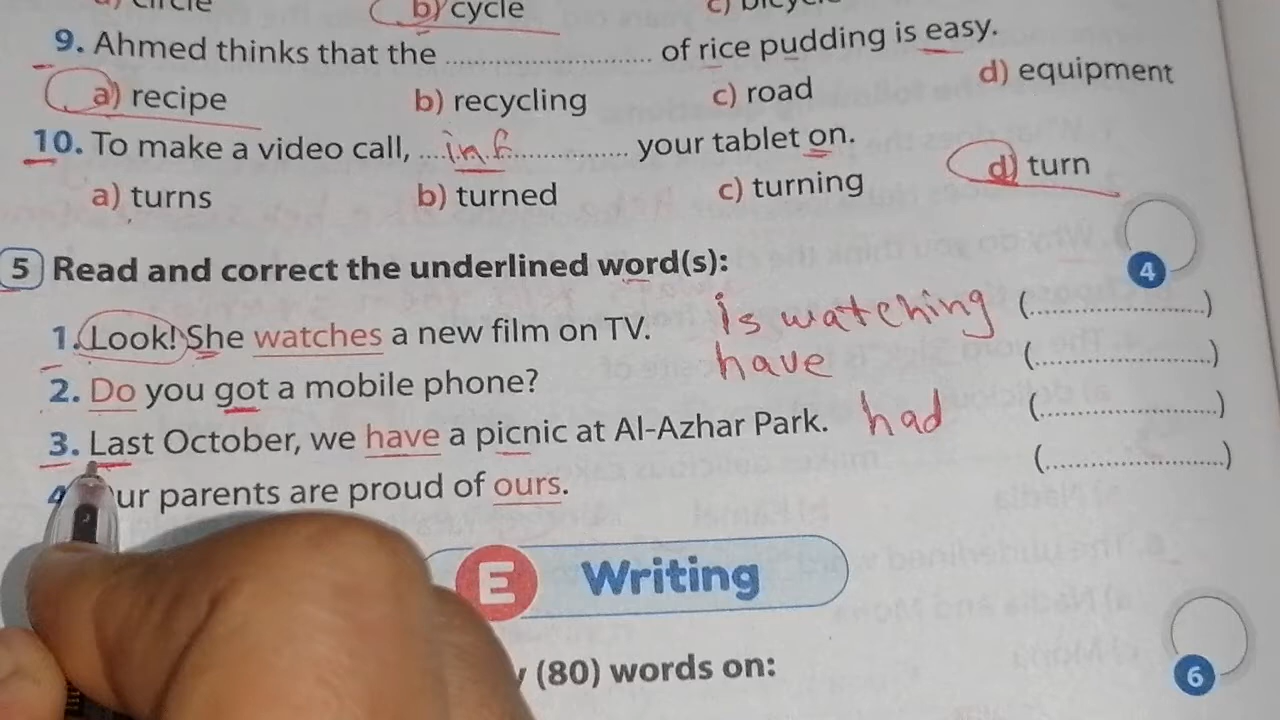 b) cycle
9. Ahmed thinks that the ............................ of rice pudding is easy.
a) recipe b) recycling c) road d) equipment
10. To make a video call, ....inf................ your tablet on.
a) turns b) turned c) turning d) turn
4
5 Read and correct the underlined word(s):
1. Look! She watches a new film on TV. is watching (........................)
2. Do you got a mobile phone? have (........................)
3. Last October, we have a picnic at Al-Azhar Park. had (........................)
4 ur parents are proud of ours. (........................)
E Writing
(80) words on:
6